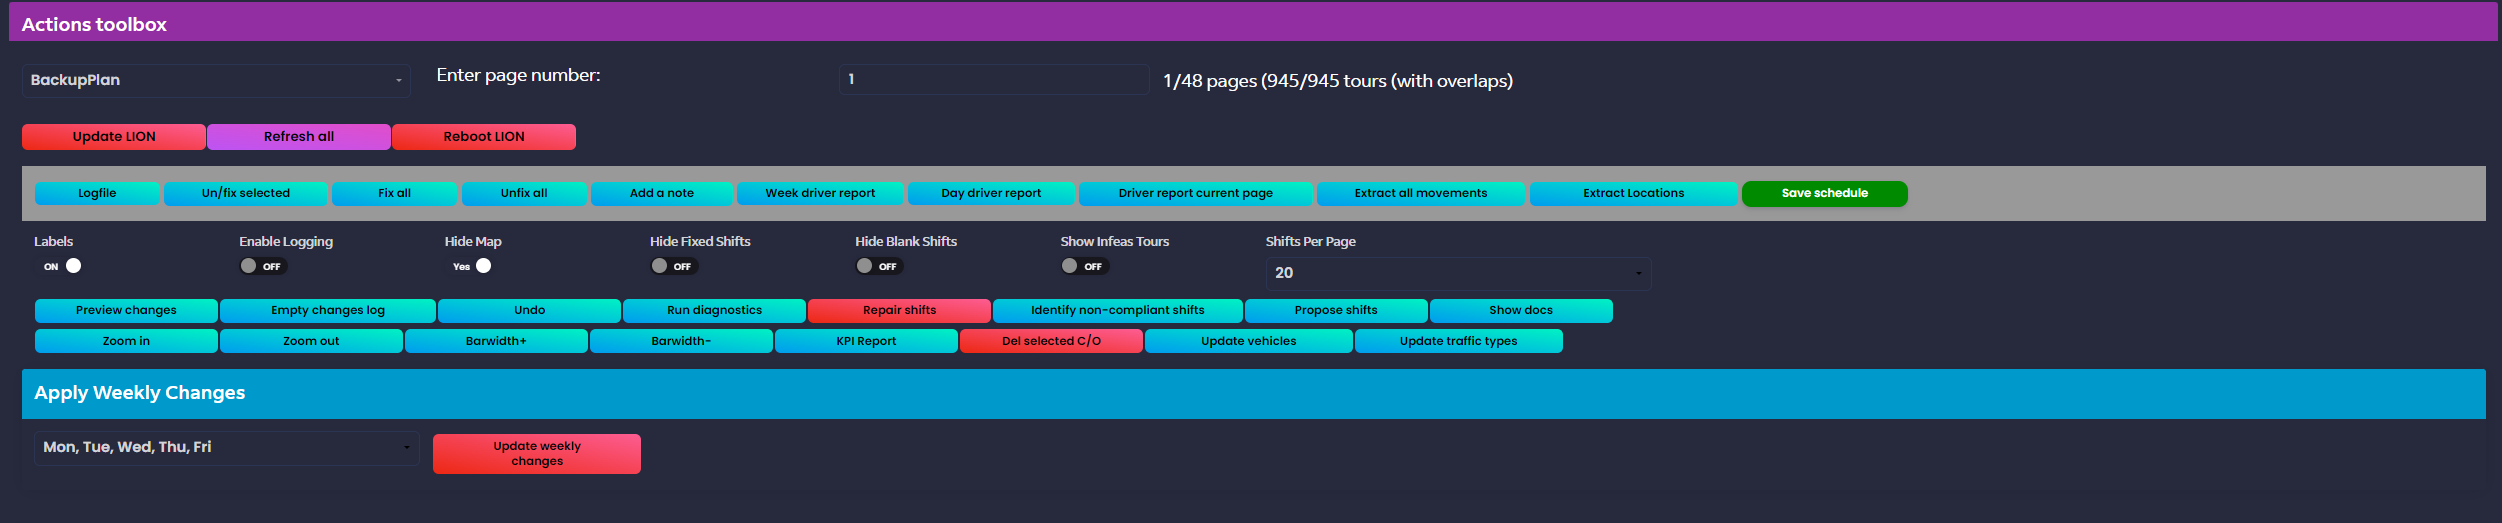 Actions toolbox
BackupPlan
Enter page number:
1
1/48 pages (945/945 tours (with overlaps)
Update LION
Refresh all
Reboot LION
Logfile
Un/fix selected
Fix all
Unfix all
Add a note
Week driver report
Day driver report
Driver report current page
Extract all movements
Extract Locations
Save schedule
Labels
Enable Logging
Hide Map
Hide Fixed Shifts
Hide Blank Shifts
Show Infeas Tours
Shifts Per Page
ON
OFF
Yes
OFF
OFF
OFF
20
Preview changes
Empty changes log
Undo
Run diagnostics
Repair shifts
Identify non-compliant shifts
Propose shifts
Show docs
Zoom in
Zoom out
Barwidth+
Barwidth-
KPI Report
Del selected C/O
Update vehicles
Update traffic types
Apply Weekly Changes
Mon, Tue, Wed, Thu, Fri
Update weekly
changes